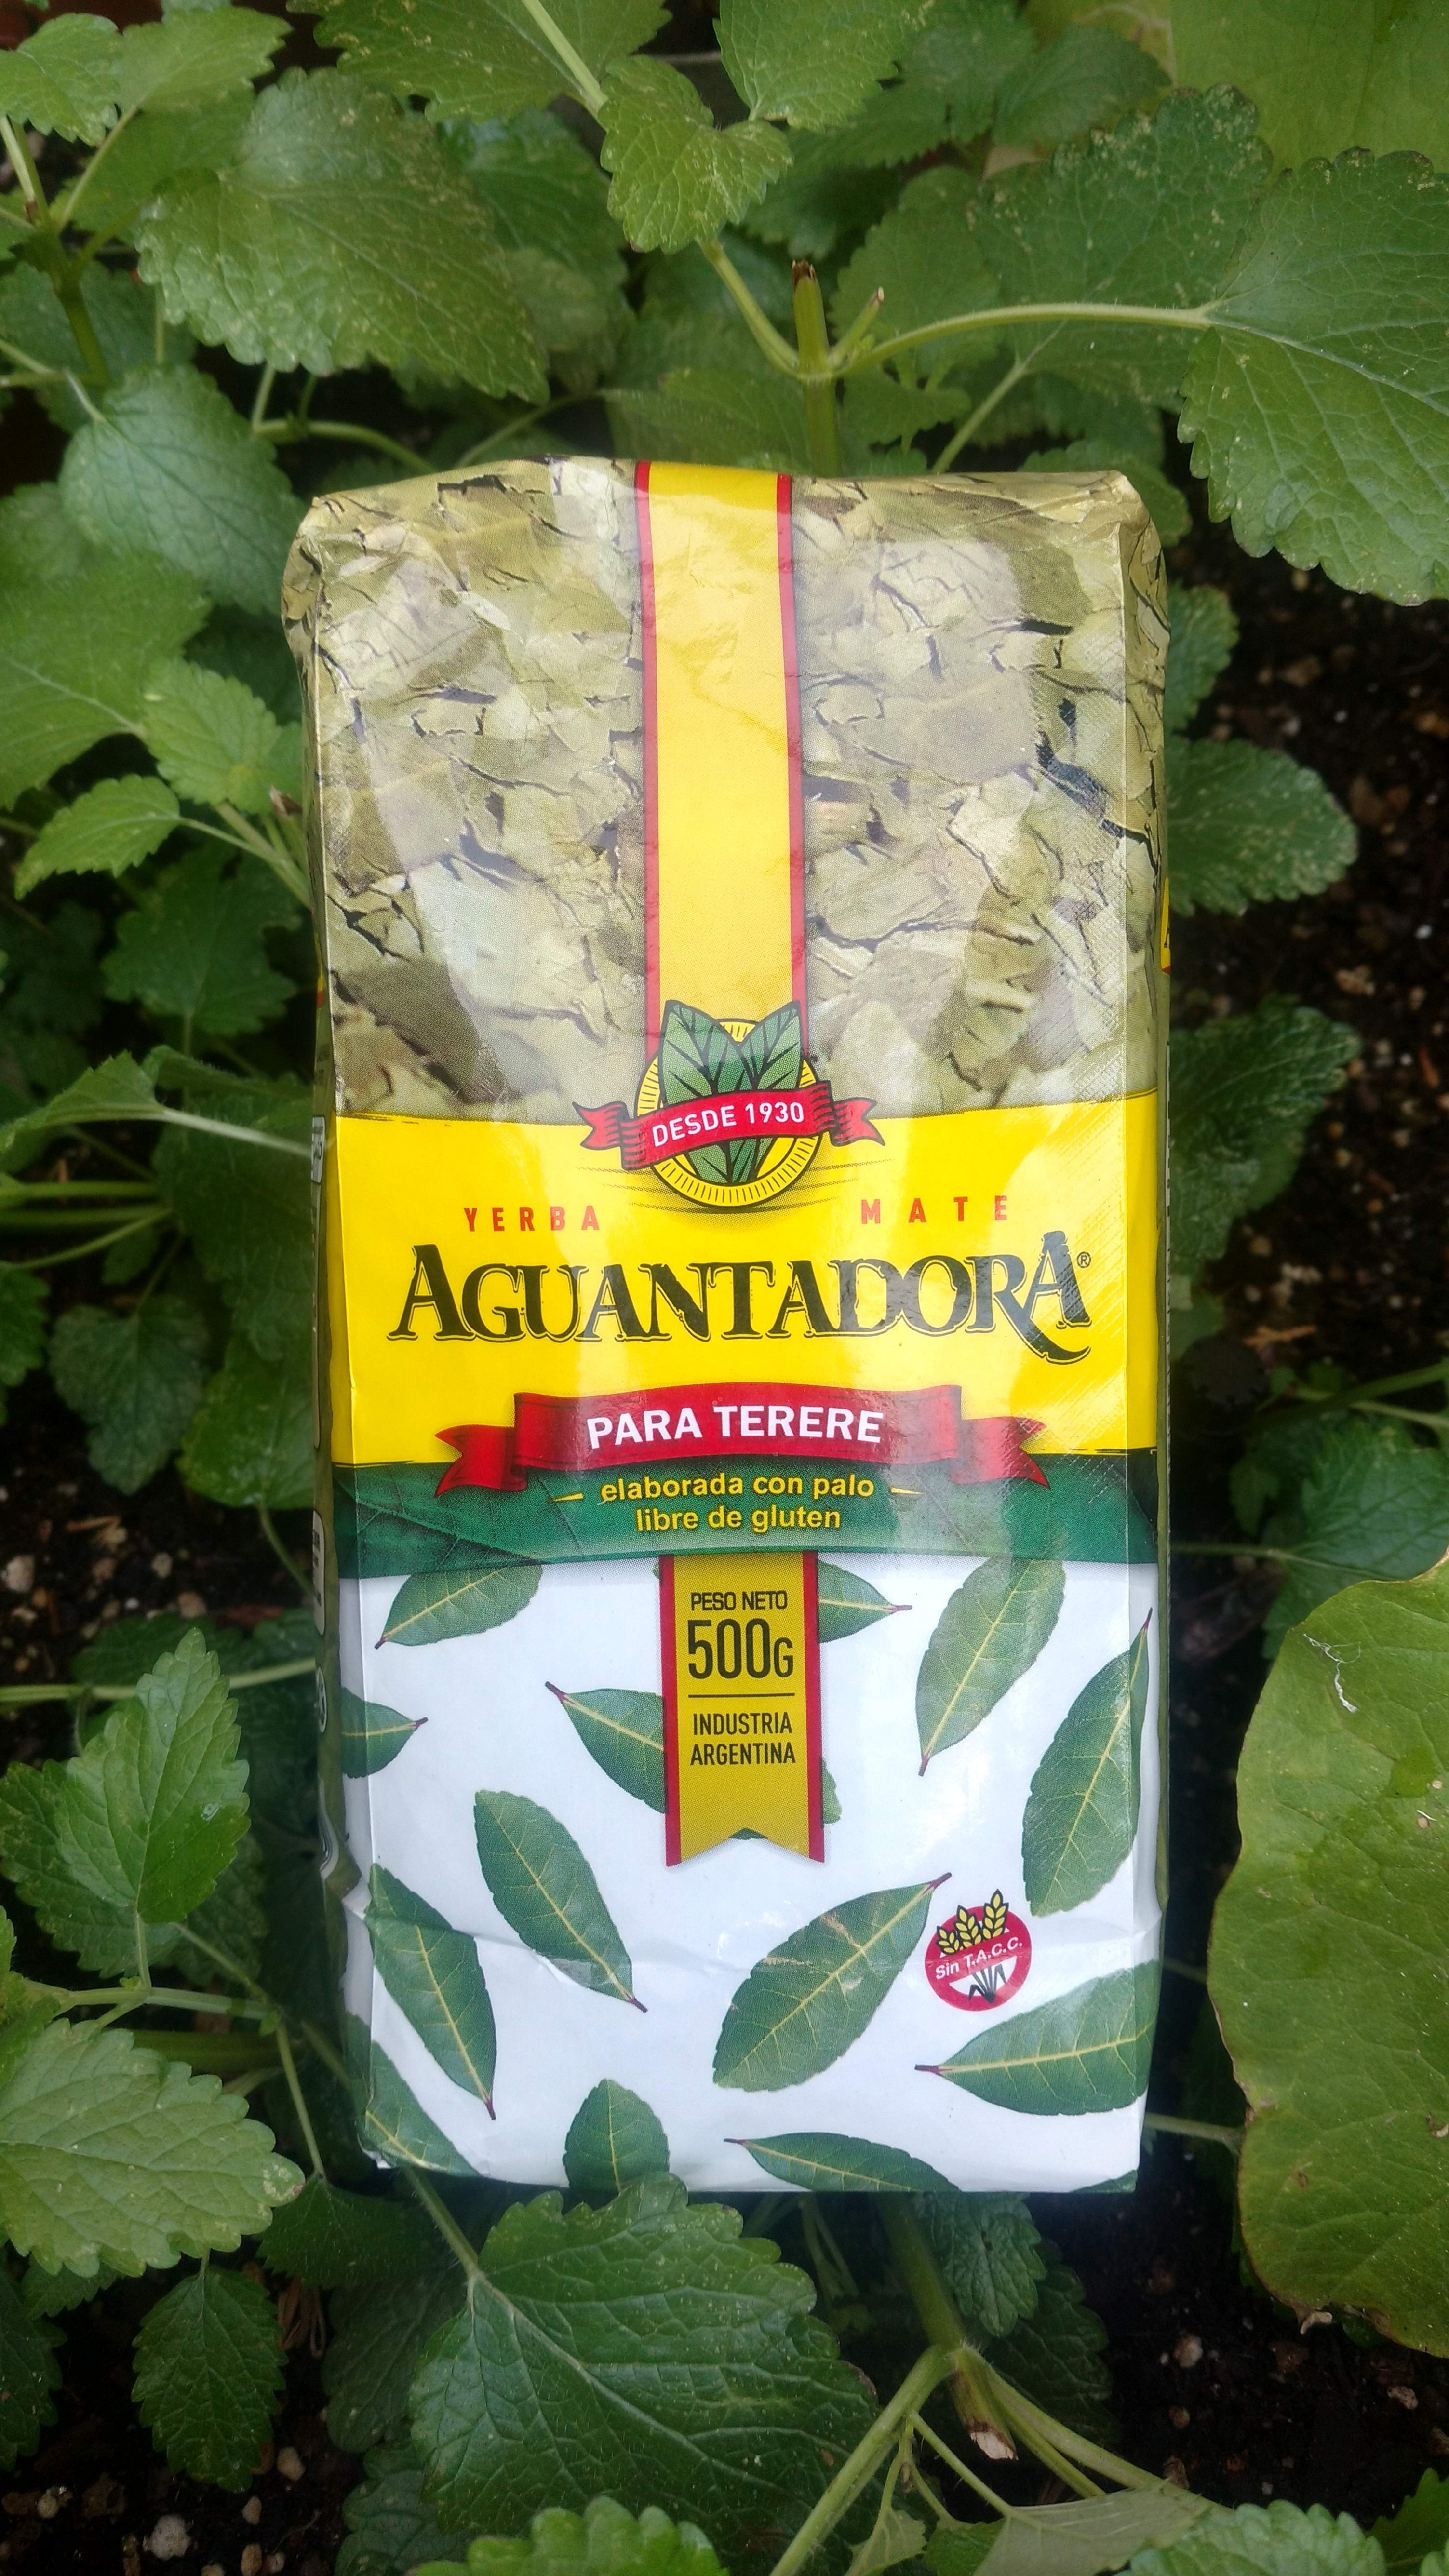 DESDE 1930
YERBA MATE
AGUANTADORA®
PARA TERERE
elaborada con palo
libre de gluten
PESO NETO
500G
INDUSTRIA
ARGENTINA
Sin T.A.C.C.